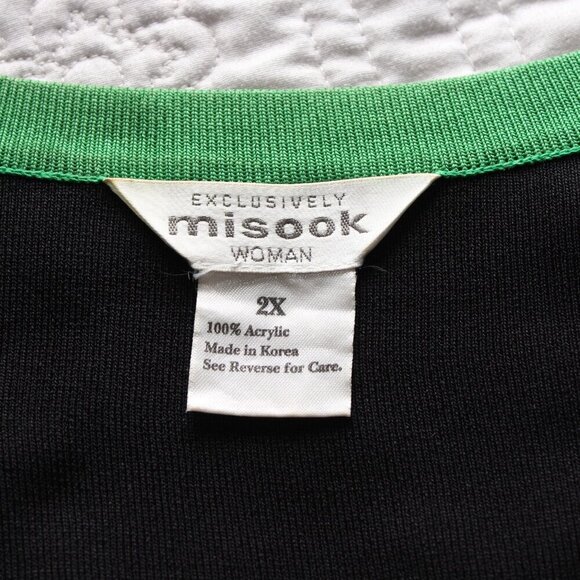 EXCLUSIVELY
misook
WOMAN
2X
100% Acrylic
Made in Korea
See Reverse for Care.